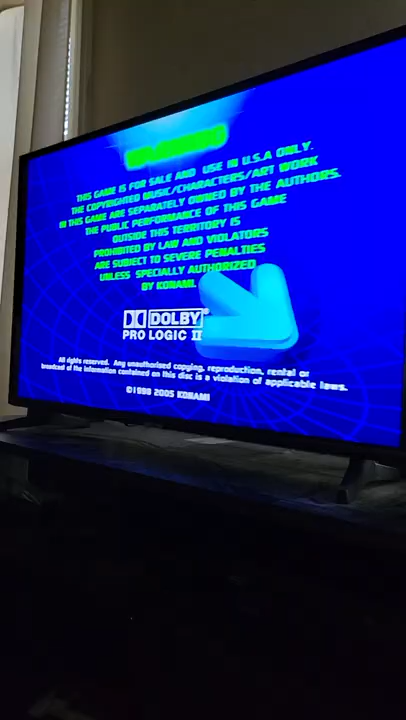 WARNING
THIS GAME IS FOR SALE AND USE IN U.S.A ONLY.
THE COPYRIGHTED MUSIC/CHARACTERS/ART WORK
IN THIS GAME ARE SEPARATELY OWNED BY THE AUTHORS.
THE PUBLIC PERFORMANCE OF THIS GAME
OUTSIDE THIS TERRITORY IS
PROHIBITED BY LAW AND VIOLATORS
ARE SUBJECT TO SEVERE PENALTIES
UNLESS SPECIALLY AUTHORIZED
BY KONAMI.
DOLBY®
PRO LOGIC II
All rights reserved. Any unauthorised copying, reproduction, rental or
broadcast of the information contained on this disc is a violation of applicable laws.
©1998 2005 KONAMI